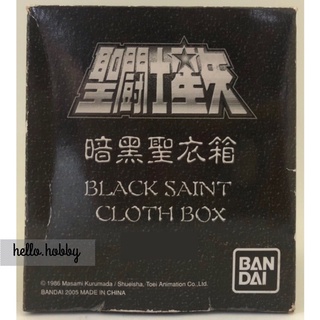 聖闘士星矢
暗黑聖衣箱
BLACK SAINT
CLOTH BOX
hello.hobby
BAN
DAI
© 1986 Masami Kurumada / Shueisha, Toei Animation Co.,Ltd.
© BANDAI 2005 MADE IN CHINA